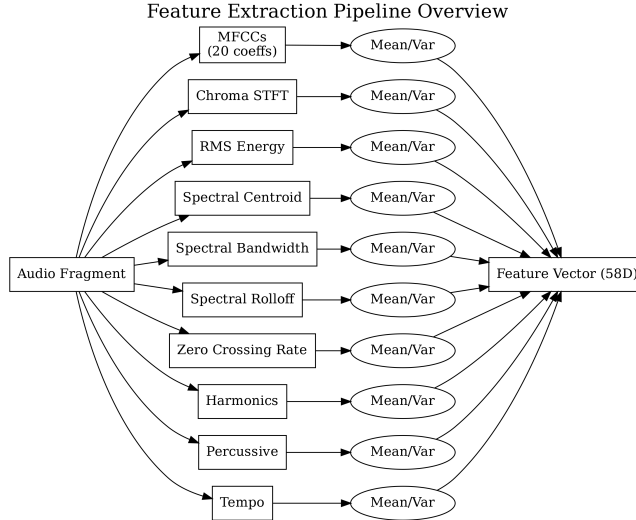 Feature Extraction Pipeline Overview
MFCCs
(20 coeffs)
Mean/Var
Chroma STFT
Mean/Var
RMS Energy
Mean/Var
Spectral Centroid
Mean/Var
Spectral Bandwidth
Mean/Var
Audio Fragment
Feature Vector (58D)
Spectral Rolloff
Mean/Var
Zero Crossing Rate
Mean/Var
Harmonics
Mean/Var
Percussive
Mean/Var
Tempo
Mean/Var